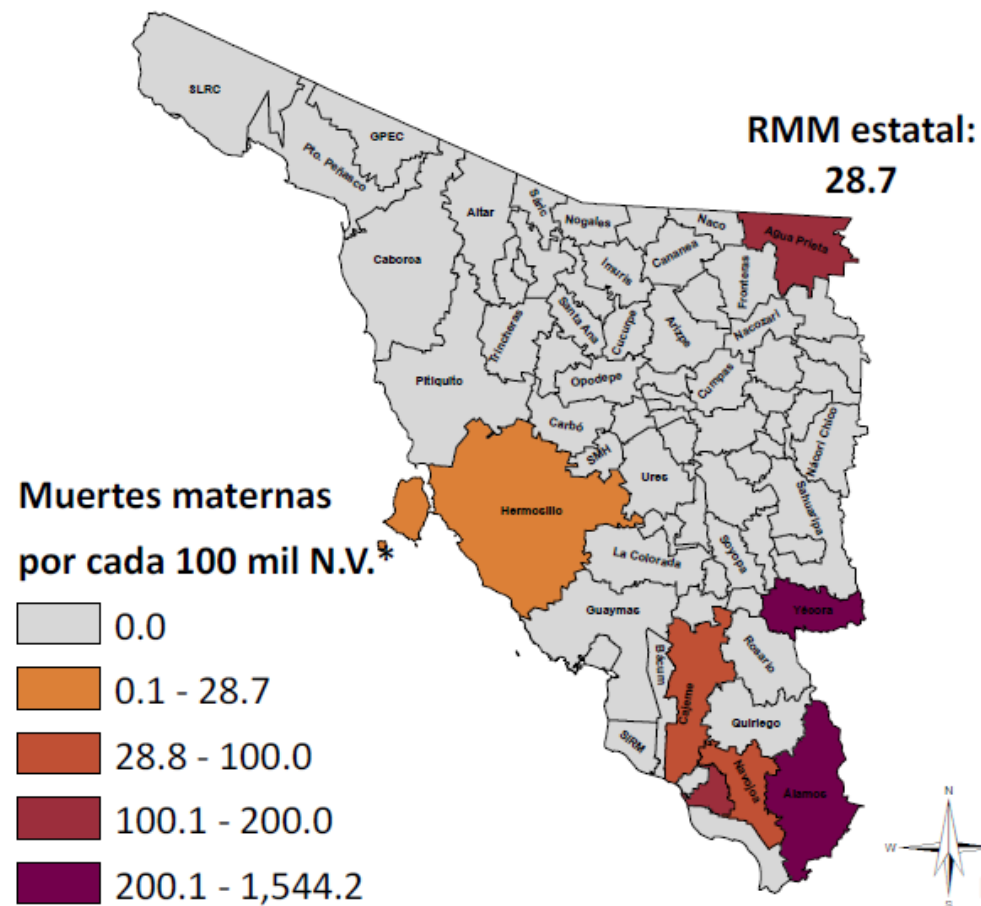 SLRC
GPEC
Pto. Peñasco
RMM estatal:
28.7
Altar
Sáric
Nogales
Naco
Agua Prieta
Caborca
Imuris
Cananea
Fronteras
Trincheras
Santa Ana
Cucurpe
Arizpe
Nacozari
Pitiquito
Opodepe
Cumpas
Carbó
SMH
Nácori Chico
Ures
Sahuaripa
Hermosillo
La Colorada
Soyopa
Guaymas
Yécora
Bácum
Rosario
Cajeme
Quiriego
SIRM
Navojoa
Álamos
Muertes maternas
por cada 100 mil N.V.*
0.0
0.1 - 28.7
28.8 - 100.0
100.1 - 200.0
200.1 - 1,544.2
N
W
S